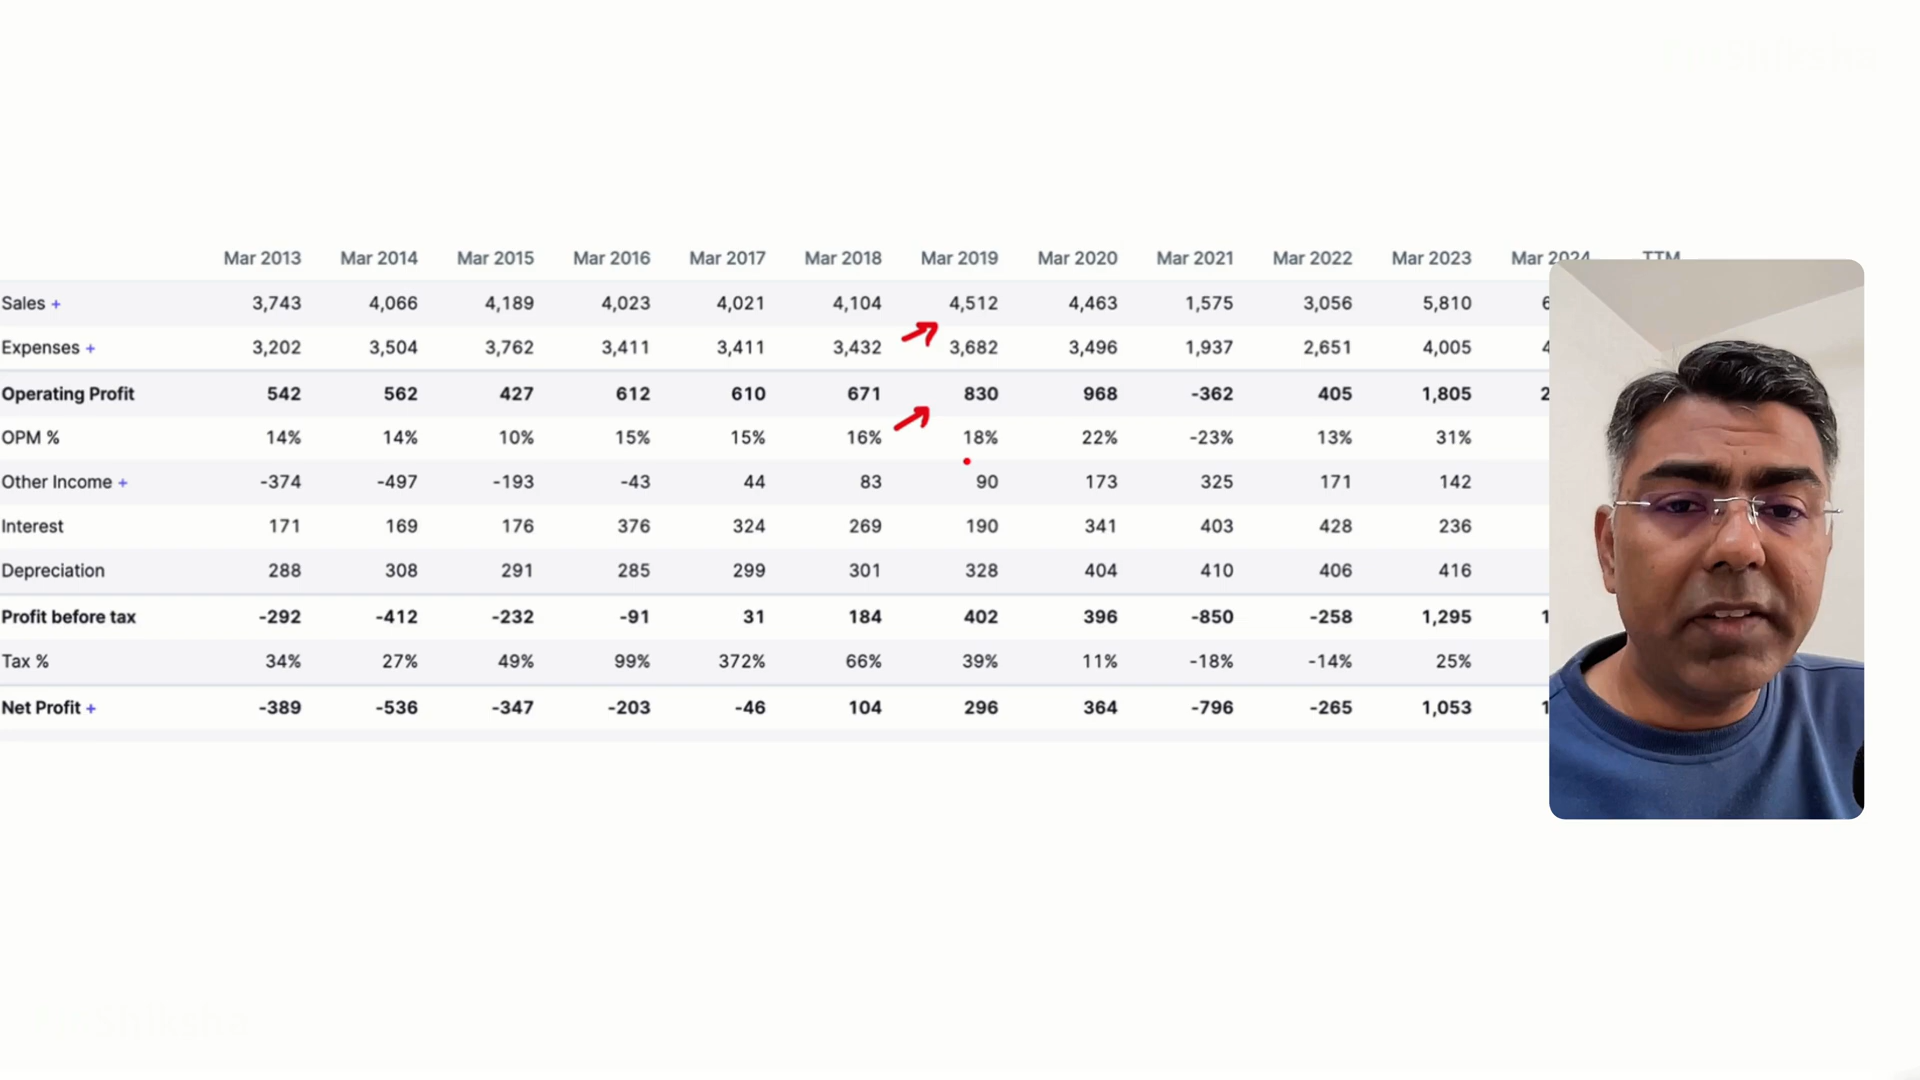 Mar 2013 Mar 2014 Mar 2015 Mar 2016 Mar 2017 Mar 2018 Mar 2019 Mar 2020 Mar 2021 Mar 2022 Mar 2023 Mar 2024 TTM
Sales + 3,743 4,066 4,189 4,023 4,021 4,104 4,512 4,463 1,575 3,056 5,810 6
Expenses + 3,202 3,504 3,762 3,411 3,411 3,432 3,682 3,496 1,937 2,651 4,005 4
Operating Profit 542 562 427 612 610 671 830 968 -362 405 1,805 2
OPM % 14% 14% 10% 15% 15% 16% 18% 22% -23% 13% 31%
Other Income + -374 -497 -193 -43 44 83 90 173 325 171 142
Interest 171 169 176 376 324 269 190 341 403 428 236
Depreciation 288 308 291 285 299 301 328 404 410 406 416
Profit before tax -292 -412 -232 -91 31 184 402 396 -850 -258 1,295 1
Tax % 34% 27% 49% 99% 372% 66% 39% 11% -18% -14% 25%
Net Profit + -389 -536 -347 -203 -46 104 296 364 -796 -265 1,053 1